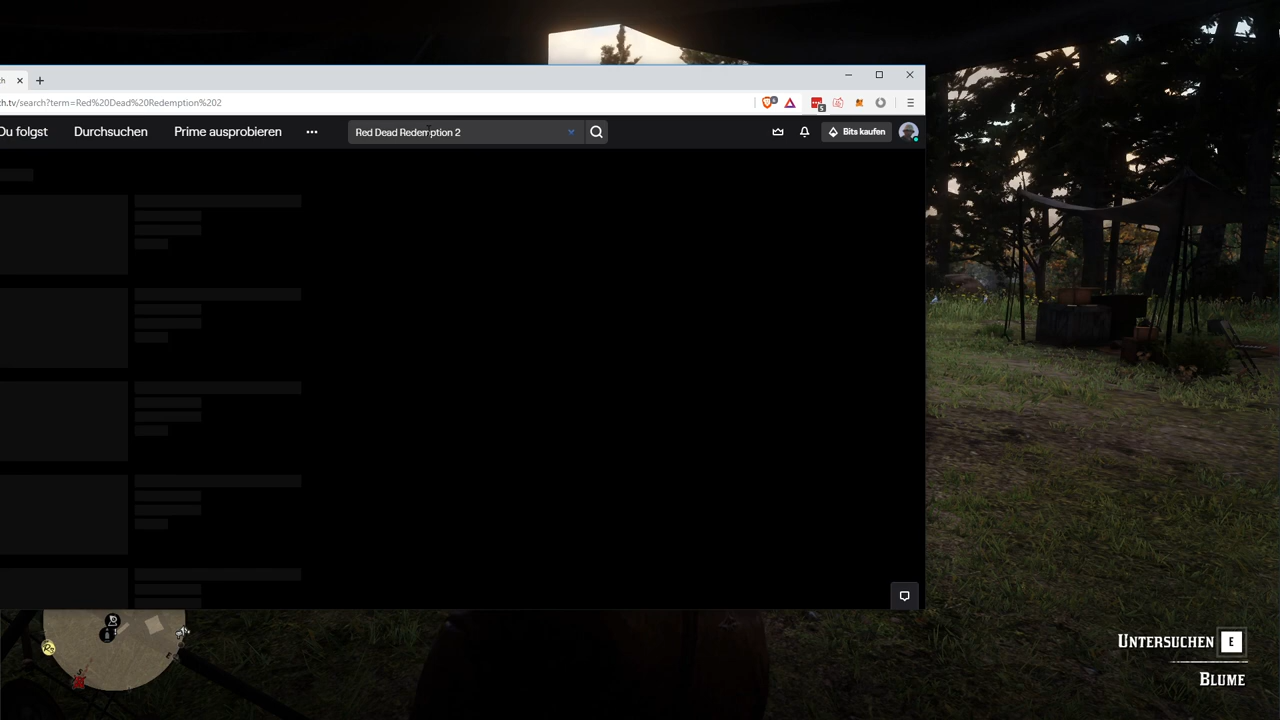 ch
ch.tv/search?term=Red%20Dead%20Redemption%202
Du folgst
Durchsuchen
Prime ausprobieren
Red Dead Redemption 2
Bits kaufen
UNTERSUCHEN E
BLUME